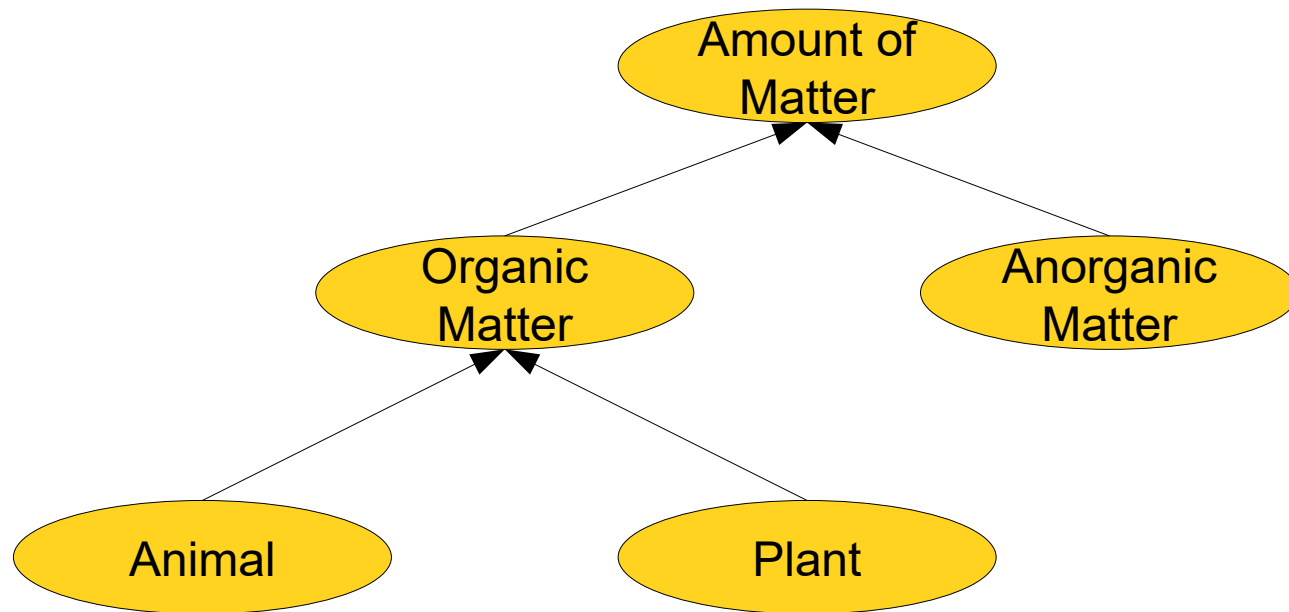 Amount of
Matter
Organic
Matter
Anorganic
Matter
Animal
Plant